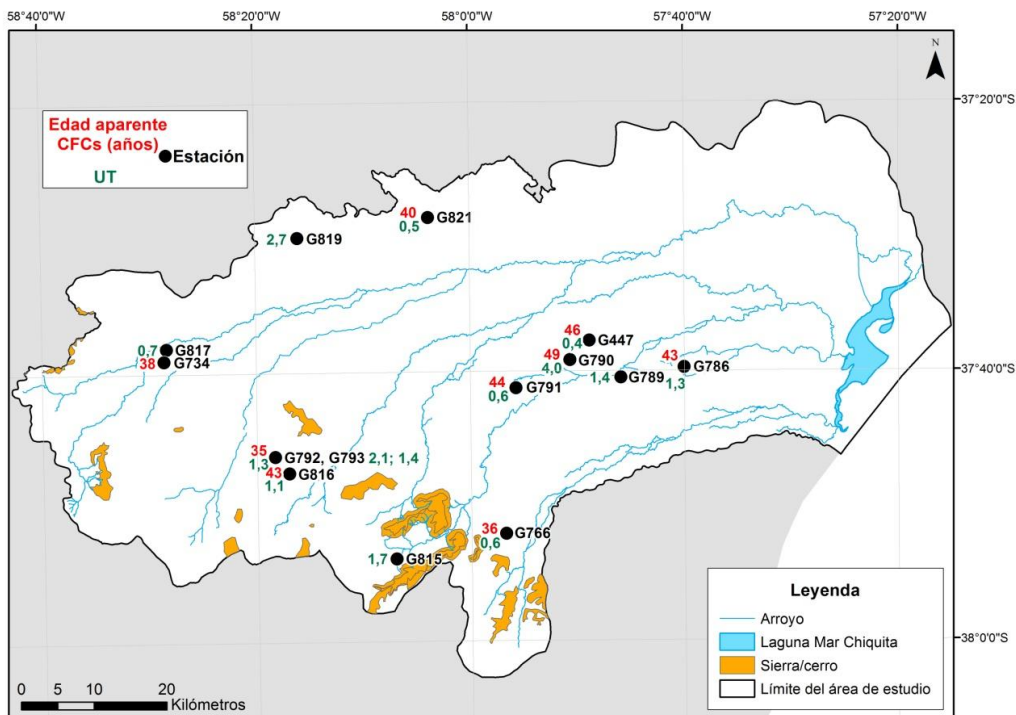 58°40'0"W 58°20'0"W 58°0'0"W 57°40'0"W 57°20'0"W
N
37°20'0"S
Edad aparente
CFCs (años)
Estación
UT
40
G821
0,5
2,7
G819
46
0,4
G447
0,7
G817
38
G734
49
G790
4,0
43
G786
1,3
1,4
G789
37°40'0"S
44
G791
0,6
35
G792, G793 2,1; 1,4
1,3
43
G816
1,1
36
G766
0,6
1,7
G815
Leyenda
Arroyo
Laguna Mar Chiquita
Sierra/cerro
Límite del área de estudio
38°0'0"S
0 5 10 20
Kilómetros